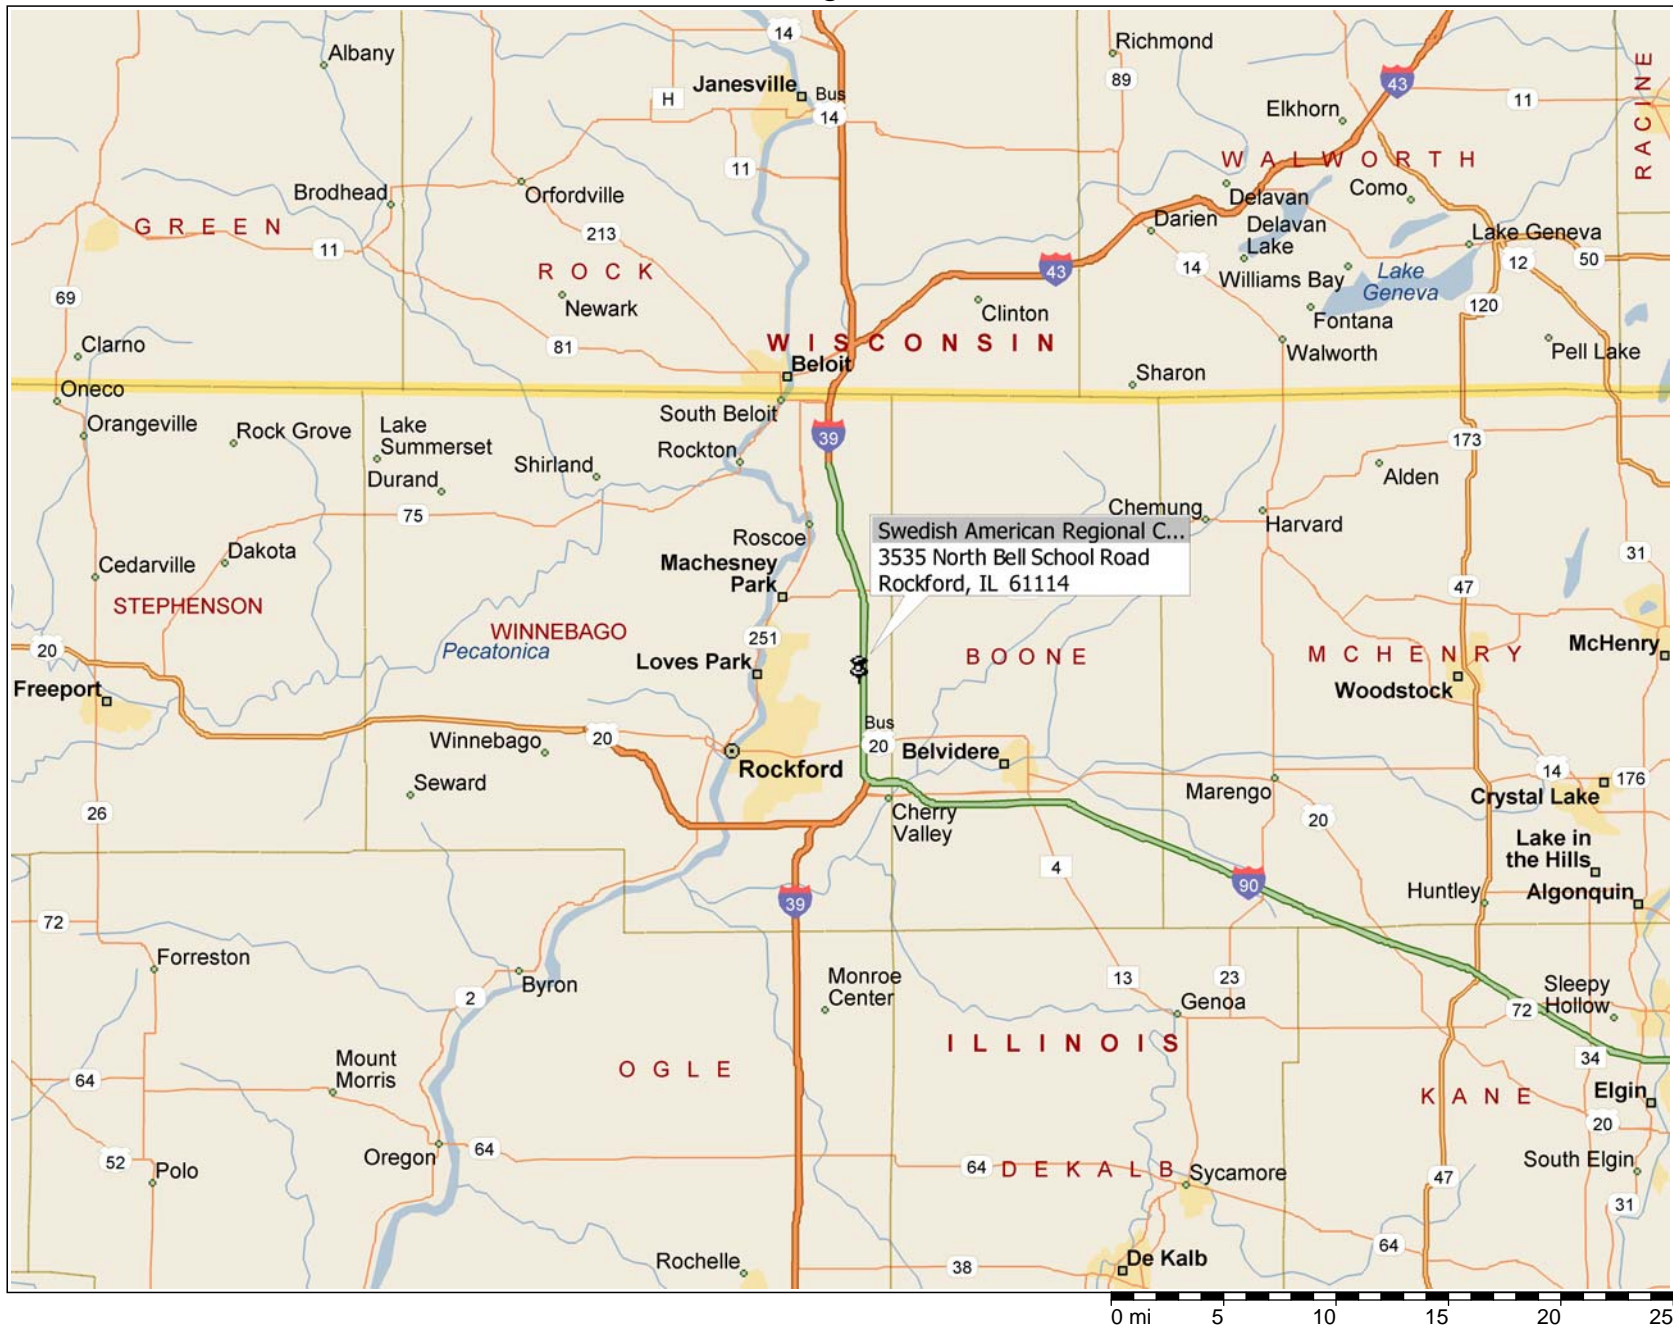 Albany
14
Richmond
43
RACINE
Janesville
Bus
89
H
14
Elkhorn
11
11
WALWORTH
Brodhead
Orfordville
Delavan
Como
GREEN
213
Darien
Delavan
Lake
Lake Geneva
11
ROCK
43
14
12
50
69
Newark
Williams Bay
Lake
Geneva
120
Clinton
Fontana
Clarno
81
WISCONSIN
Walworth
Pell Lake
Beloit
Sharon
Oneco
South Beloit
Orangeville
Rock Grove
Lake
Summerset
39
173
Rockton
Durand
Shirland
Alden
75
Chemung
Harvard
Roscoe
Swedish American Regional C...
3535 North Bell School Road
Rockford, IL 61114
Cedarville
Dakota
Machesney
Park
31
STEPHENSON
47
WINNEBAGO
251
Pecatonica
20
Loves Park
BOONE
MCHENRY
McHenry
Freeport
Woodstock
Bus
20
Winnebago
20
Belvidere
Rockford
Seward
Marengo
14
176
Crystal Lake
26
Cherry
Valley
20
Lake in
the Hills
4
90
Huntley
Algonquin
72
39
Forreston
Monroe
Center
13
23
Sleepy
Hollow
Byron
2
Genoa
72
ILLINOIS
Mount
Morris
OGLE
34
64
KANE
Elgin
20
Oregon
64
52
Polo
64
DEKALB
Sycamore
South Elgin
47
31
64
Rochelle
38
De Kalb
0 mi
5
10
15
20
25